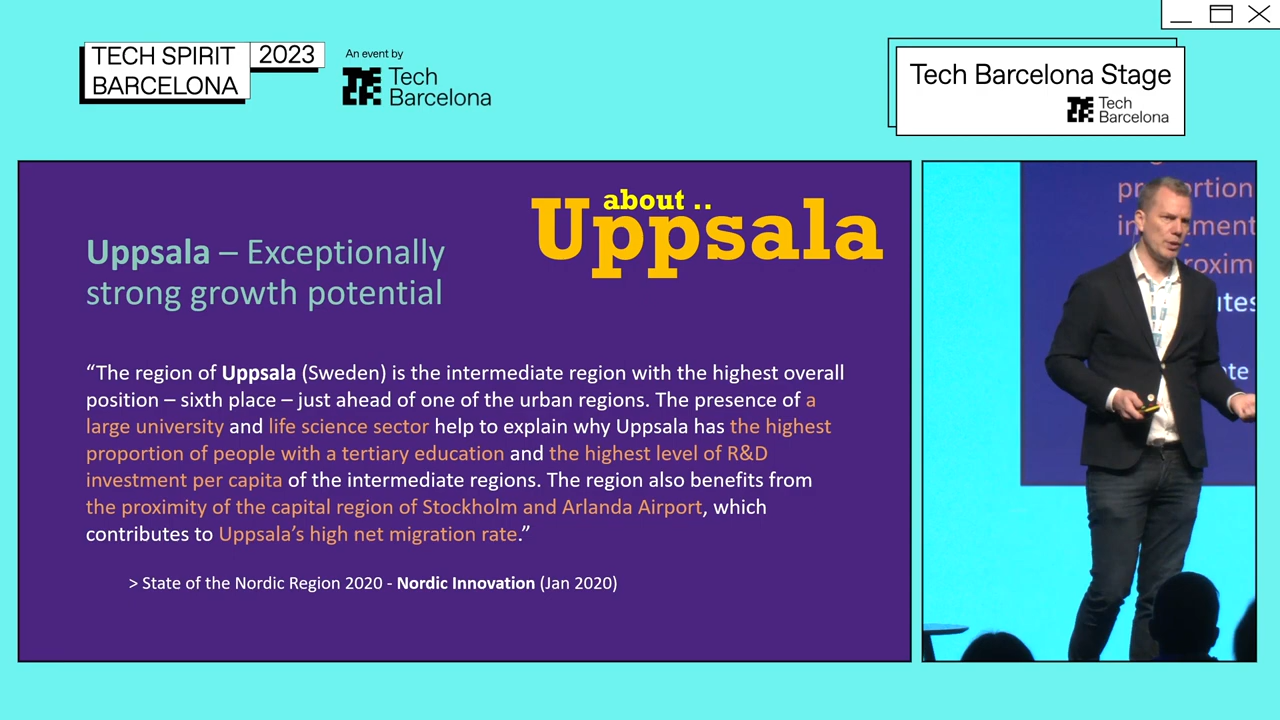 TECH SPIRIT
BARCELONA
2023
An event by
Tech
Barcelona
Tech Barcelona Stage
Tech
Barcelona
about ..
Uppsala
Uppsala – Exceptionally
strong growth potential
“The region of Uppsala (Sweden) is the intermediate region with the highest overall
position – sixth place – just ahead of one of the urban regions. The presence of a
large university and life science sector help to explain why Uppsala has the highest
proportion of people with a tertiary education and the highest level of R&D
investment per capita of the intermediate regions. The region also benefits from
the proximity of the capital region of Stockholm and Arlanda Airport, which
contributes to Uppsala’s high net migration rate.”
> State of the Nordic Region 2020 - Nordic Innovation (Jan 2020)